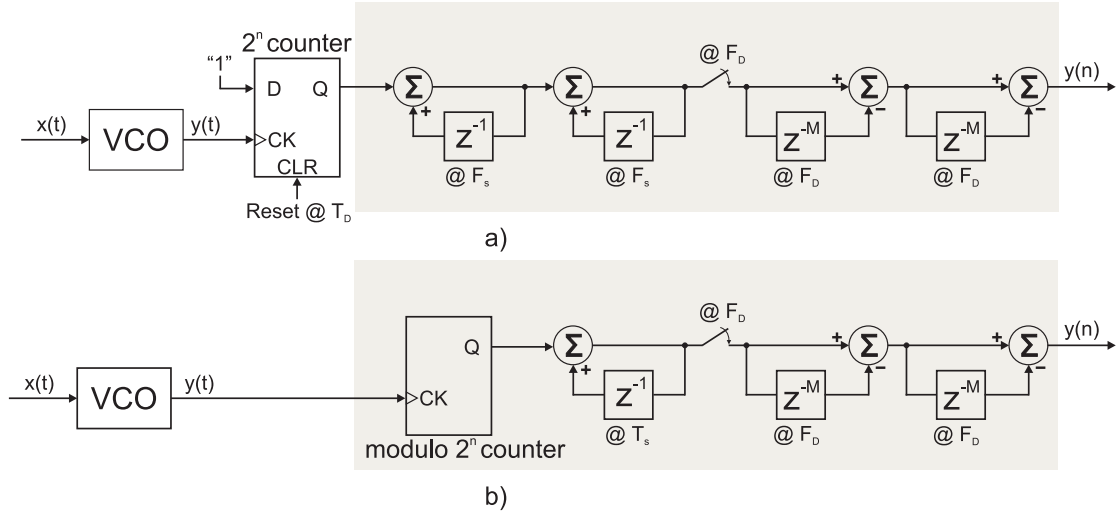 2ⁿ counter
@ F_D
"1"
D Q
Σ Σ Σ Σ
y(n)
+ + + − + −
x(t) VCO y(t) CK
CLR
Z⁻¹ Z⁻¹ Z⁻ᴹ Z⁻ᴹ
@ F_s @ F_s @ F_D @ F_D
Reset @ T_D
a)
@ F_D
Q Σ Σ Σ
y(n)
+ + − + −
x(t) VCO y(t) CK
Z⁻¹ Z⁻ᴹ Z⁻ᴹ
modulo 2ⁿ counter @ T_s @ F_D @ F_D
b)